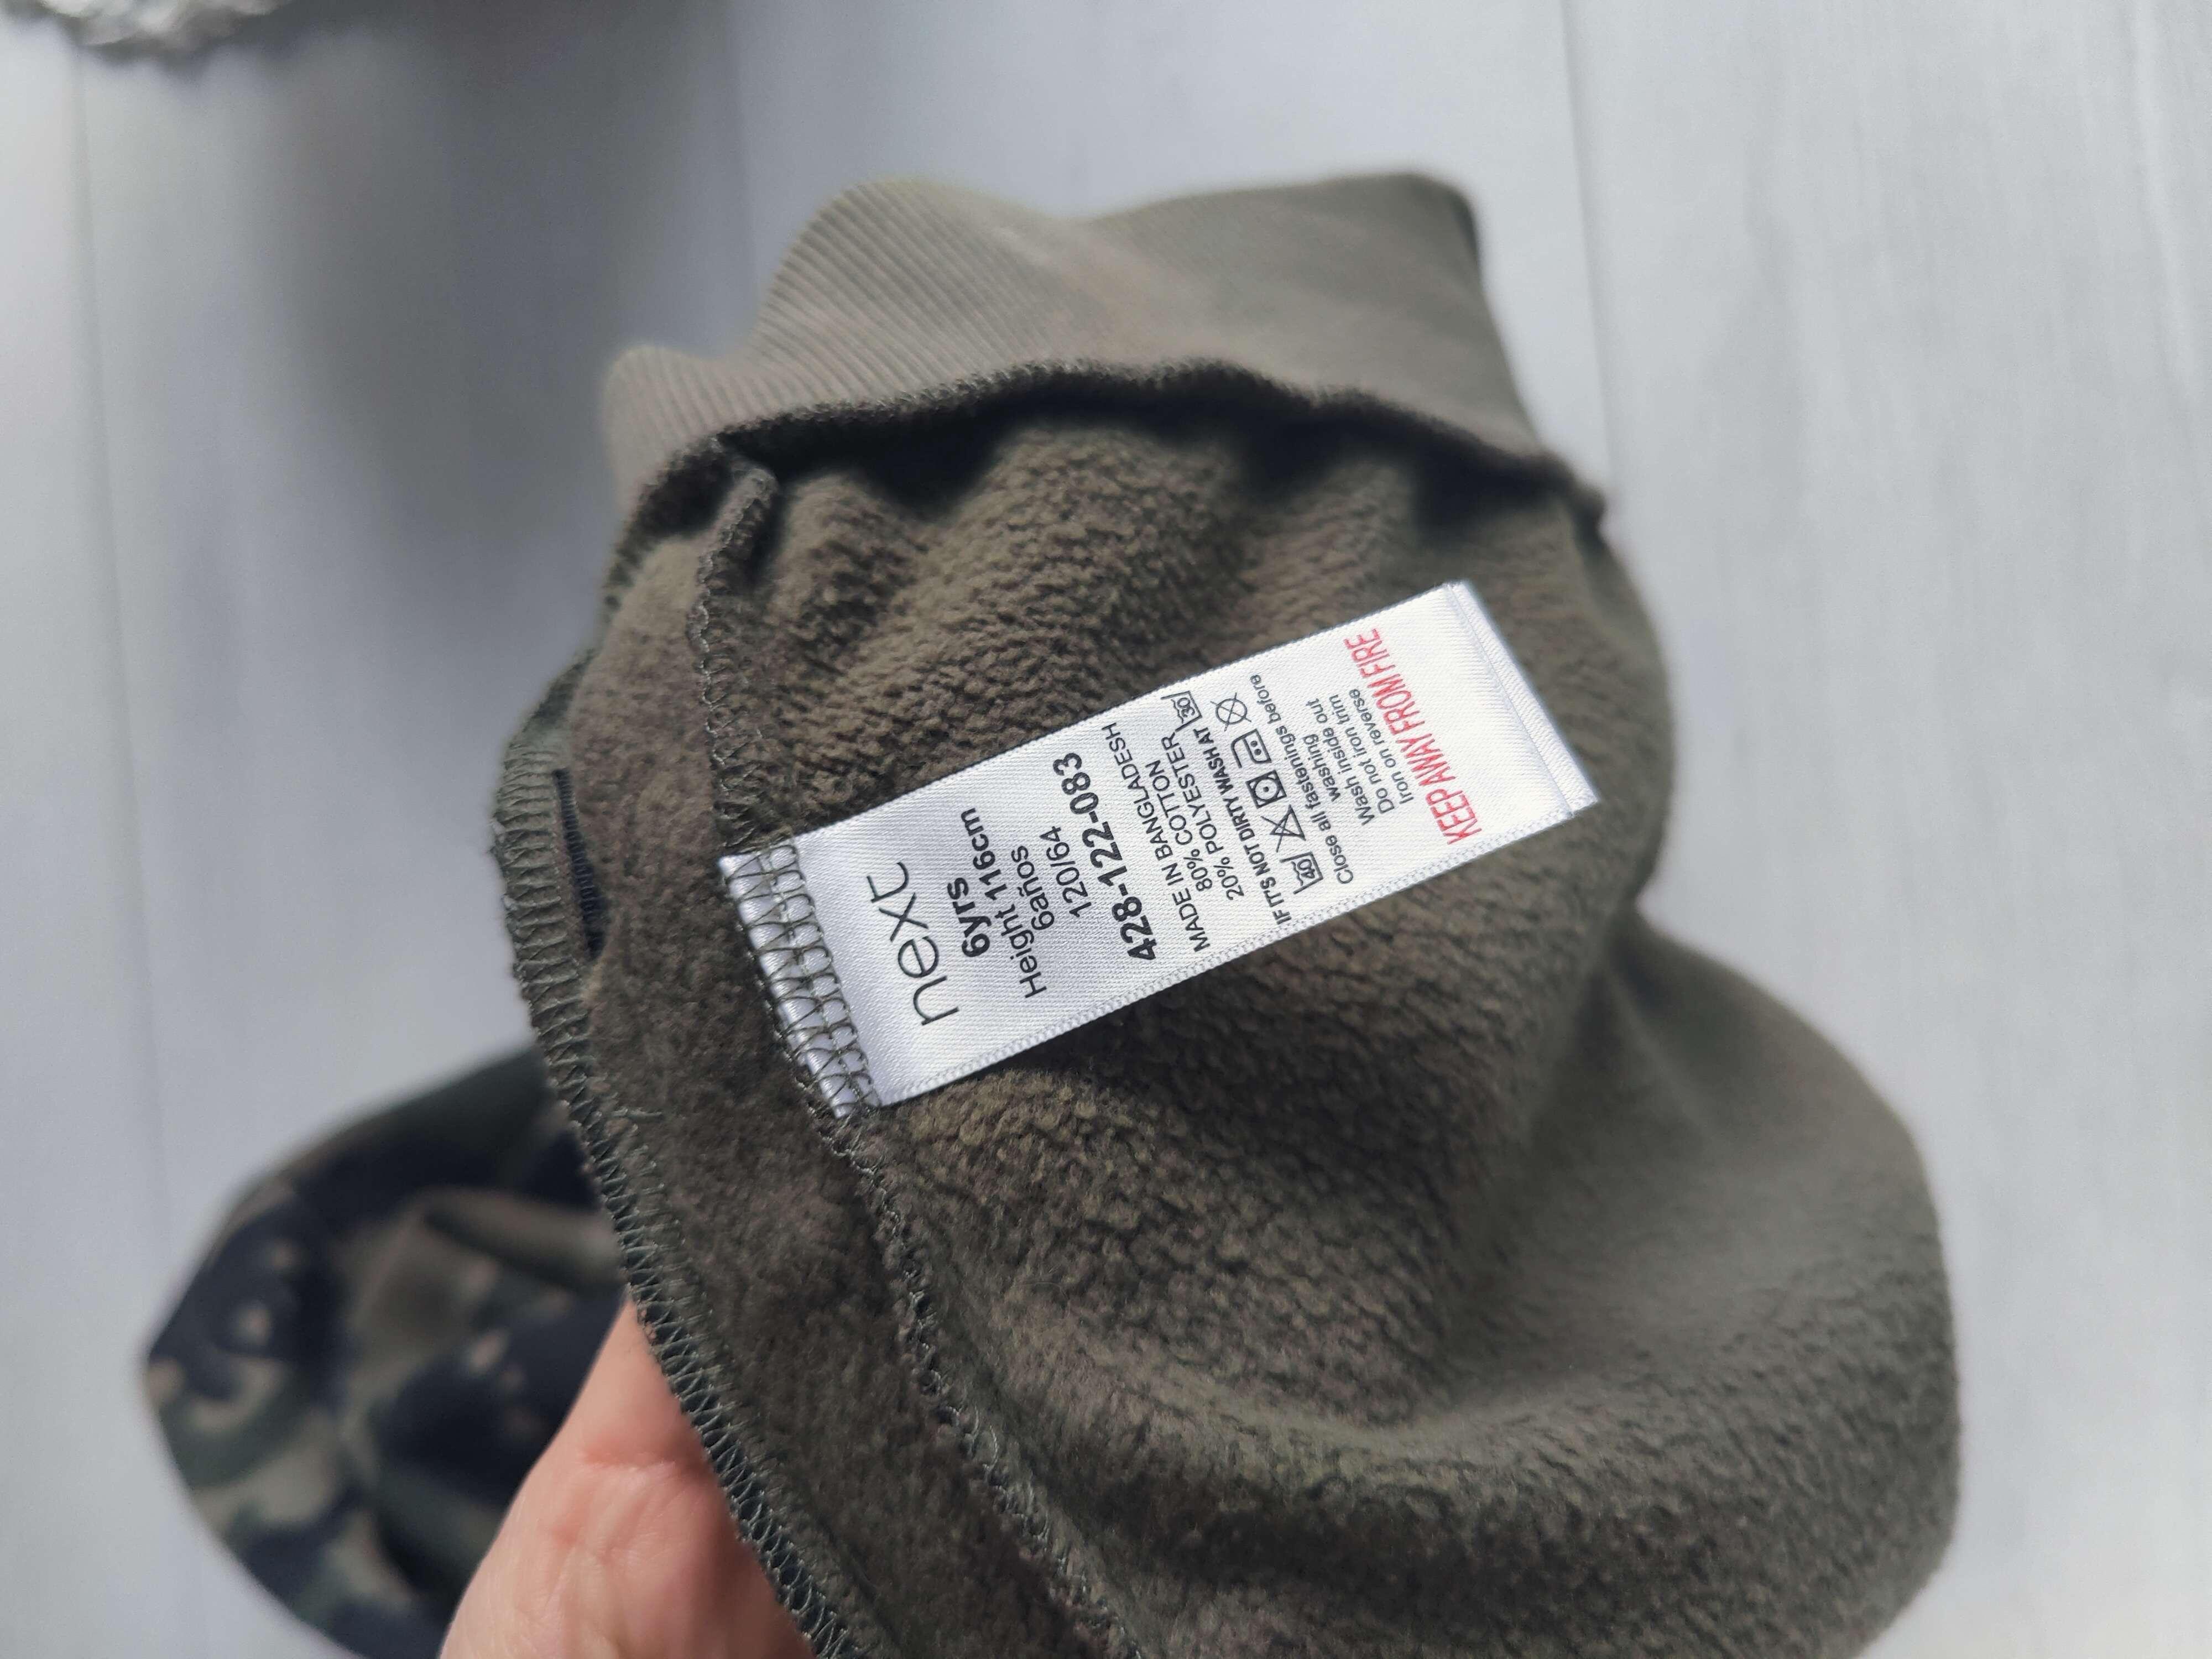 next
6yrs
Height 116cm
6años
120/64
428-122-083
MADE IN BANGLADESH
80% COTTON
20% POLYESTER
IF IT'S NOT DIRTY WASH AT 30
40
Close all fastenings before
washing
Wash inside out
Do not iron trim
Iron on reverse
KEEP AWAY FROM FIRE